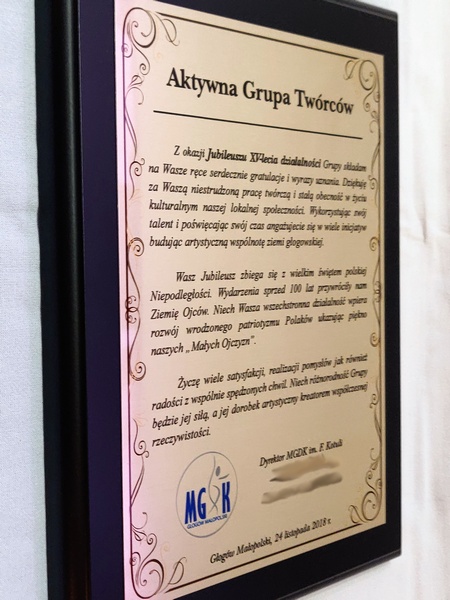 Aktywna Grupa Twórców
Z okazji Jubileuszu XV-lecia działalności Grupy składam
na Wasze ręce serdecznie gratulacje i wyrazy uznania. Dziękuję
za Waszą niestrudzoną pracę twórczą i stałą obecność w życiu
kulturalnym naszej lokalnej społeczności. Wykorzystując swój
talent i poświęcając swój czas angażujecie się w wiele inicjatyw
budując artystyczną wspólnotę ziemi głogowskiej.
Wasz Jubileusz zbiega się z wielkim świętem polskiej
Niepodległości. Wydarzenia sprzed 100 lat przywróciły nam
Ziemię Ojców. Niech Wasza wszechstronna działalność wpiera
rozwój wrodzonego patriotyzmu Polaków ukazując piękno
naszych „Małych Ojczyzn”.
Życzę wiele satysfakcji, realizacji pomysłów jak również
radości z wspólnie spędzonych chwil. Niech różnorodność Grupy
będzie jej siłą, a jej dorobek artystyczny kreatorem współczesnej
rzeczywistości.
Dyrektor MGDK im. F. Kotuli
MGDK
GŁOGÓW MAŁOPOLSKI
Głogów Małopolski, 24 listopada 2018 r.